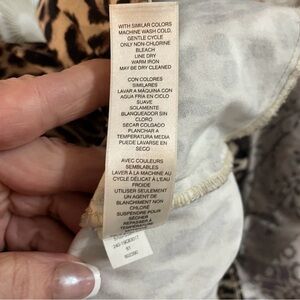 WITH SIMILAR COLORS
MACHINE WASH COLD.
GENTLE CYCLE
ONLY NON-CHLORINE
BLEACH
LINE DRY
WARM IRON
MAY BE DRY-CLEANED
CON COLORES
SIMILARES
LAVAR A MÁQUINA CON
AGUA FRÍA EN CICLO
SUAVE
SOLAMENTE
BLANQUEADOR SIN
CLORO
SECAR COLGADO
PLANCHAR A
TEMPERATURA MEDIA
PUEDE LAVARSE EN
SECO
AVEC COULEURS
SEMBLABLES
LAVER À LA MACHINE AU
CYCLE DÉLICAT À L'EAU
FROIDE
UTILISER SEULEMENT
UN AGENT DE
BLANCHIMENT NON
CHLORÉ
SUSPENDRE POUR
SÉCHER
REPASSER À